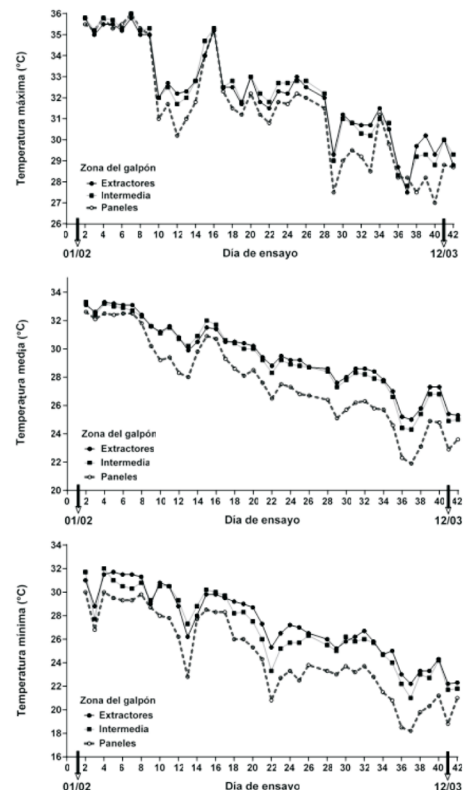 Temperatura máxima (°C)
36
35
34
33
32
31
30
29
28
27
26
Zona del galpón
Extractores
Intermedia
Paneles
0 2 4 6 8 10 12 14 16 18 20 22 24 26 28 30 32 34 36 38 40 42
01/02 Día de ensayo 12/03
Temperatura media (°C)
34
32
30
28
26
24
22
20
Zona del galpón
Extractores
Intermedia
Paneles
0 2 4 6 8 10 12 14 16 18 20 22 24 26 28 30 32 34 36 38 40 42
01/02 Día de ensayo 12/03
Temperatura mínima (°C)
34
32
30
28
26
24
22
20
18
16
Zona del galpón
Extractores
Intermedia
Paneles
0 2 4 6 8 10 12 14 16 18 20 22 24 26 28 30 32 34 36 38 40 42
01/02 Día de ensayo 12/03